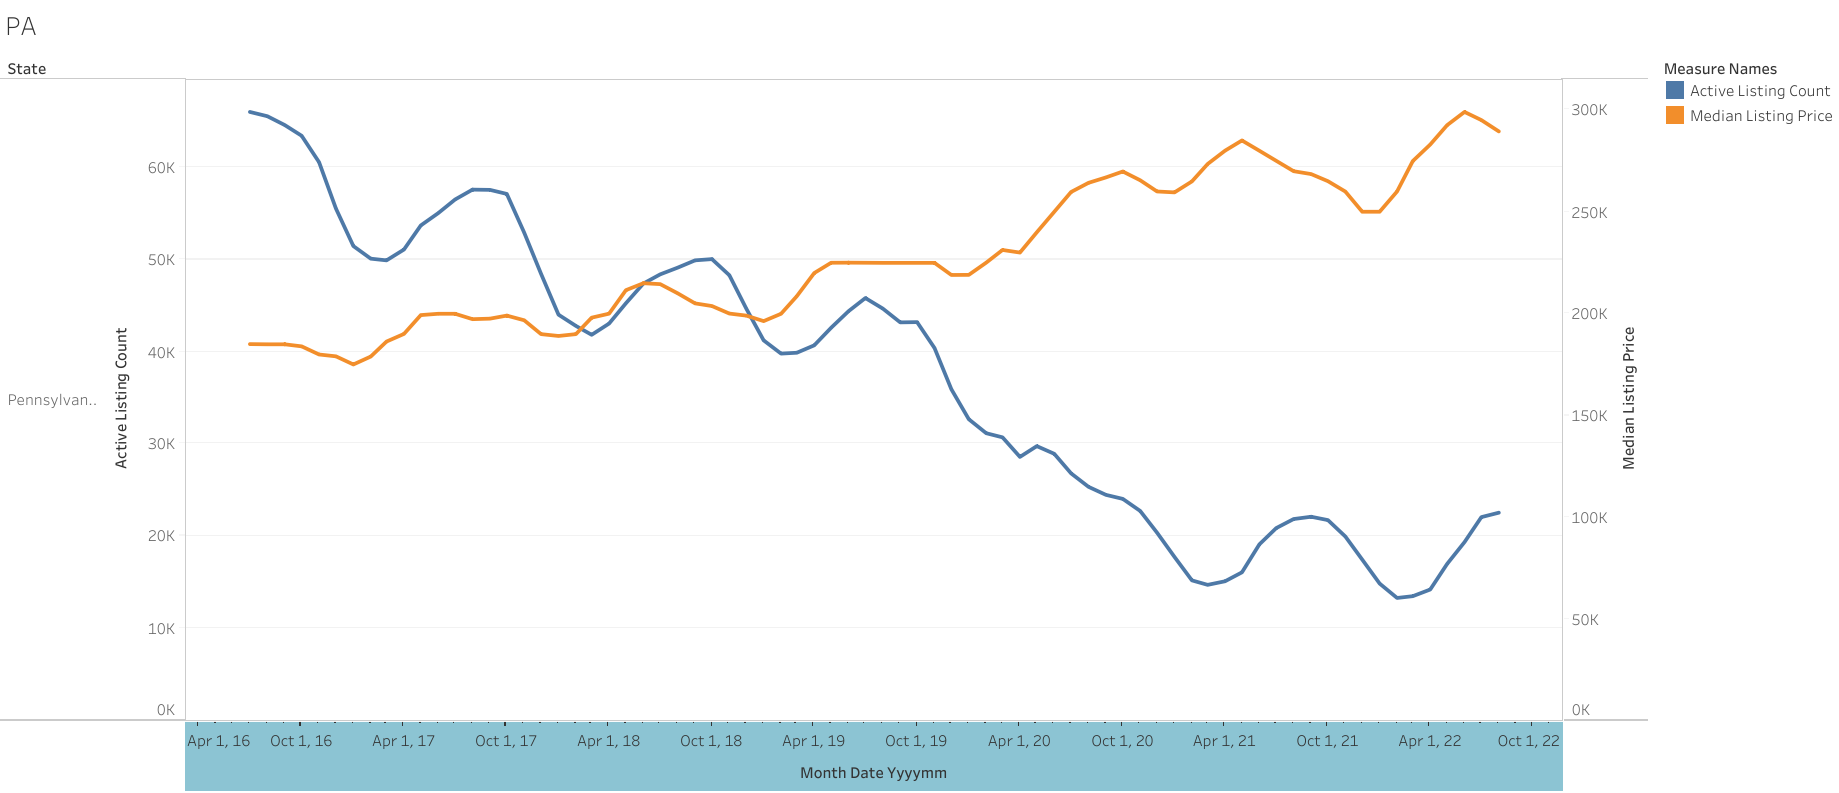 PA
State
Measure Names
Active Listing Count
Median Listing Price
Pennsylvan..
Active Listing Count
60K
50K
40K
30K
20K
10K
0K
300K
250K
200K
150K
100K
50K
0K
Median Listing Price
Apr 1, 16 Oct 1, 16 Apr 1, 17 Oct 1, 17 Apr 1, 18 Oct 1, 18 Apr 1, 19 Oct 1, 19 Apr 1, 20 Oct 1, 20 Apr 1, 21 Oct 1, 21 Apr 1, 22 Oct 1, 22
Month Date Yyyymm